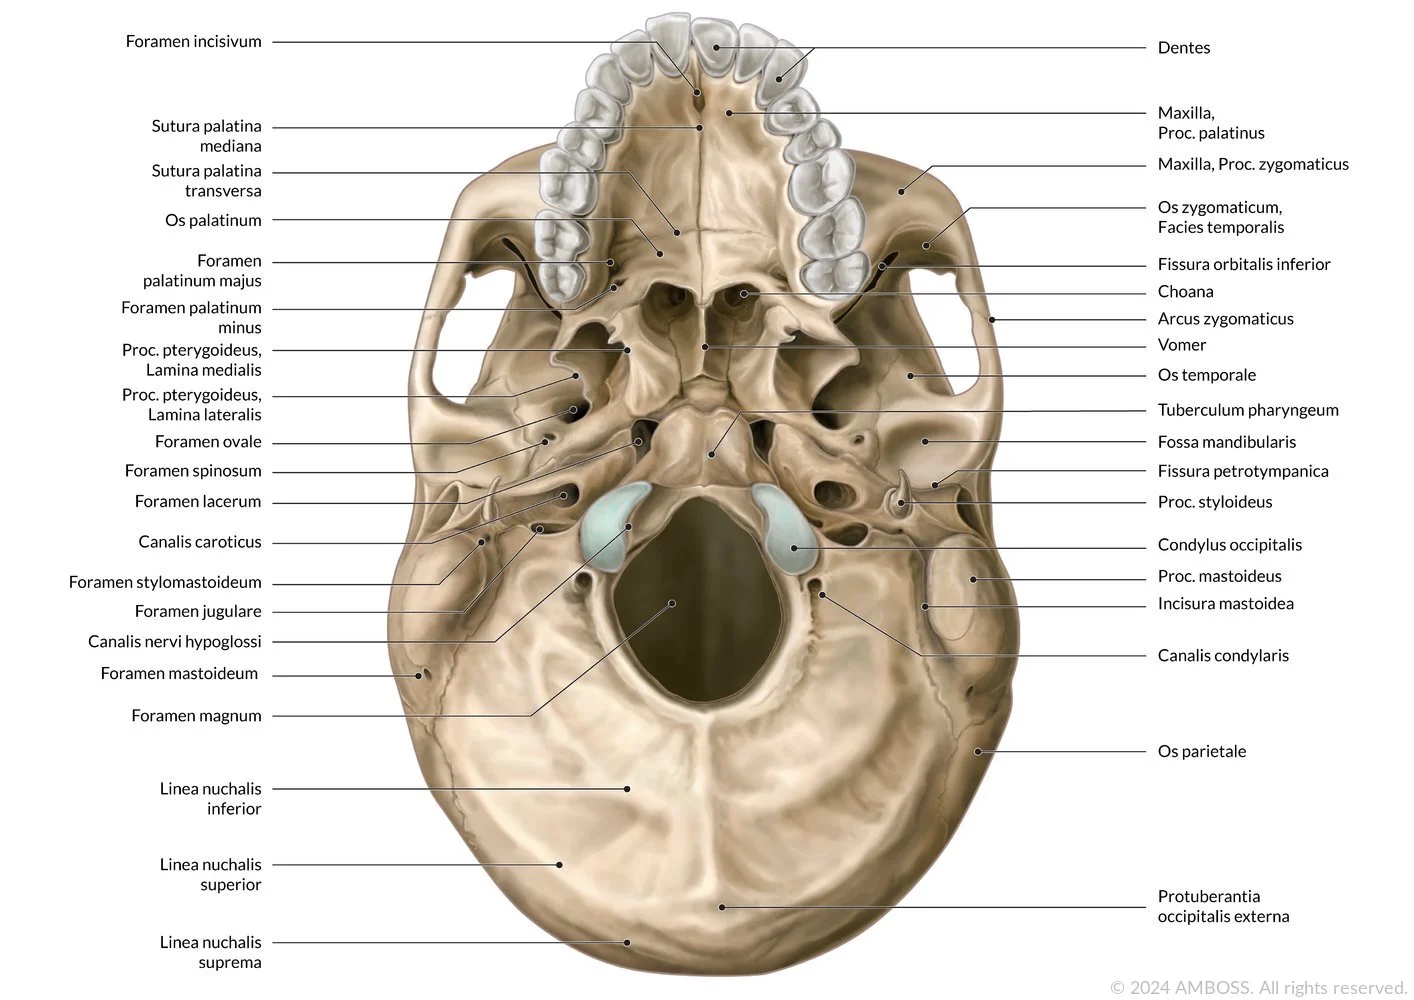 Foramen incisivum
Sutura palatina
mediana
Sutura palatina
transversa
Os palatinum
Foramen
palatinum majus
Foramen palatinum
minus
Proc. pterygoideus,
Lamina medialis
Proc. pterygoideus,
Lamina lateralis
Foramen ovale
Foramen spinosum
Foramen lacerum
Canalis caroticus
Foramen stylomastoideum
Foramen jugulare
Canalis nervi hypoglossi
Foramen mastoideum
Foramen magnum
Linea nuchalis
inferior
Linea nuchalis
superior
Linea nuchalis
suprema
Dentes
Maxilla,
Proc. palatinus
Maxilla, Proc. zygomaticus
Os zygomaticum,
Facies temporalis
Fissura orbitalis inferior
Choana
Arcus zygomaticus
Vomer
Os temporale
Tuberculum pharyngeum
Fossa mandibularis
Fissura petrotympanica
Proc. styloideus
Condylus occipitalis
Proc. mastoideus
Incisura mastoidea
Canalis condylaris
Os parietale
Protuberantia
occipitalis externa
© 2024 AMBOSS. All rights reserved.